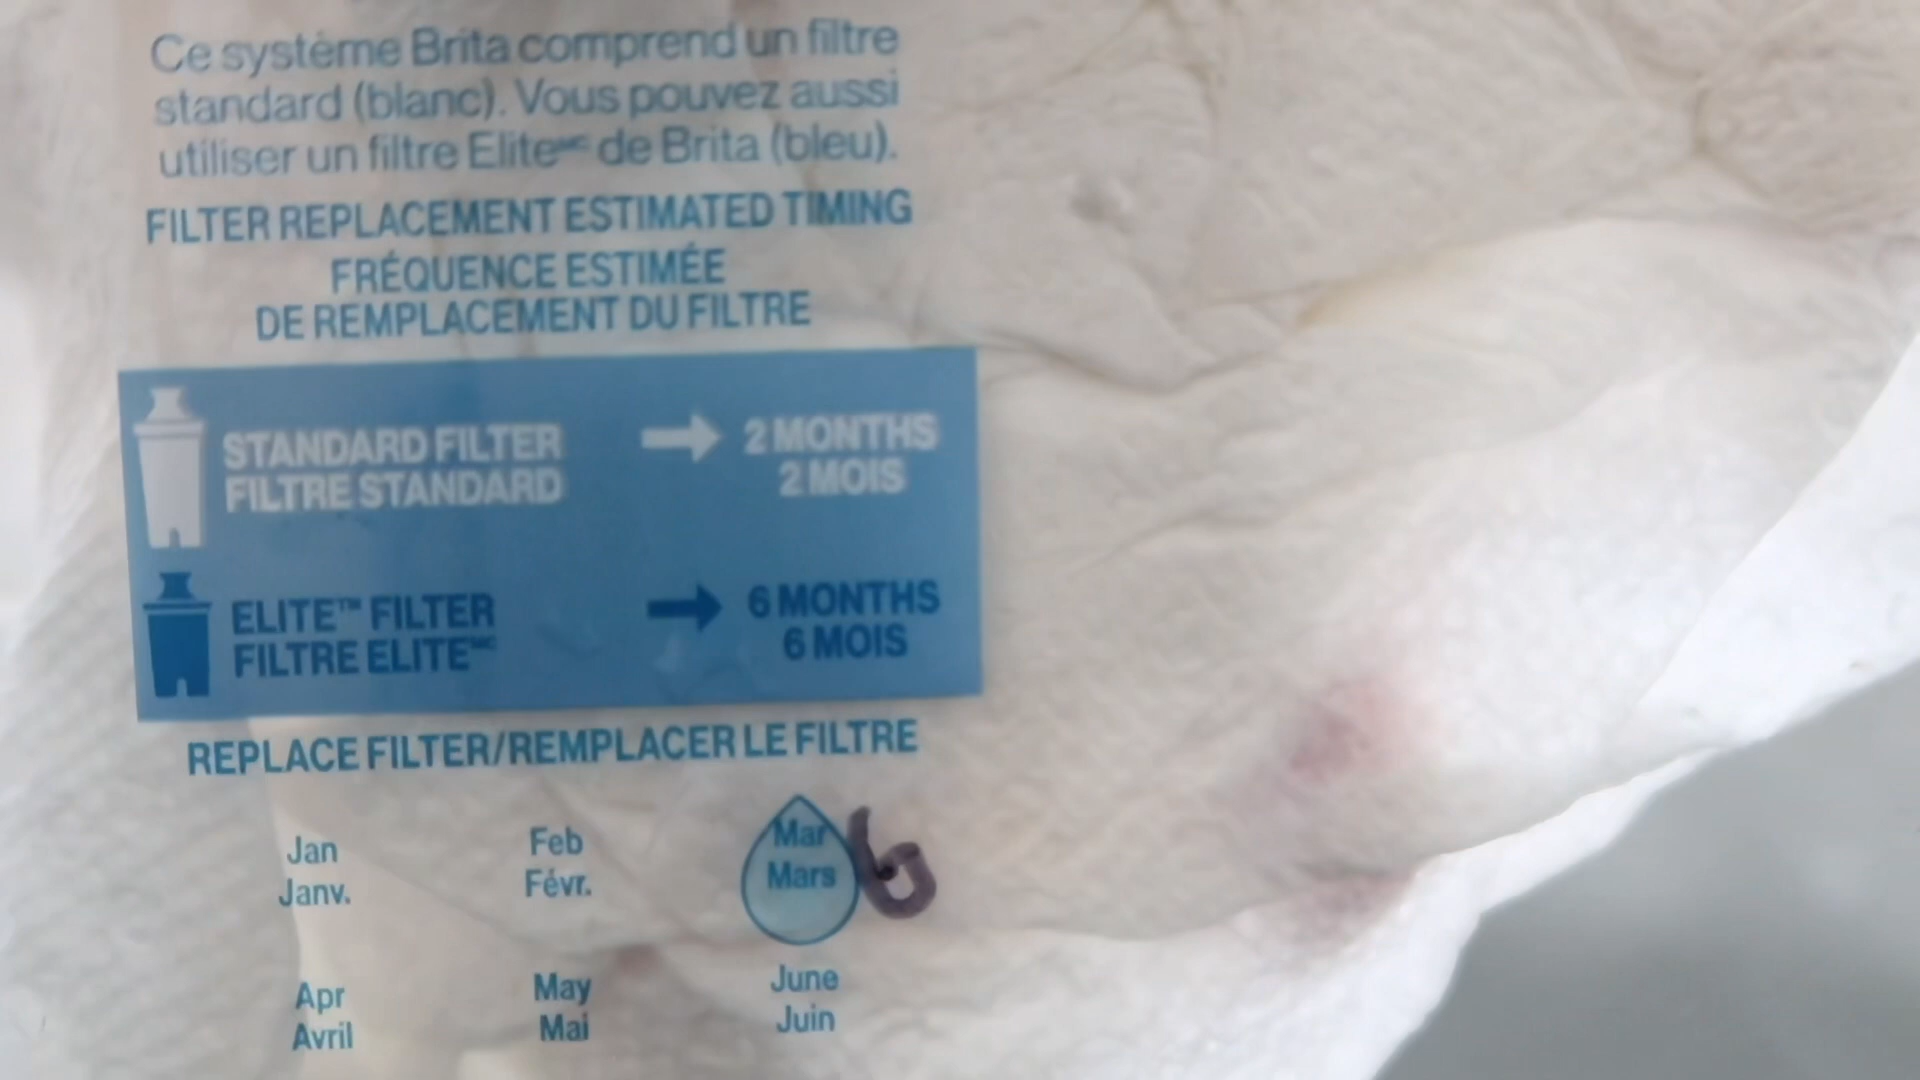 Ce système Brita comprend un filtre
standard (blanc). Vous pouvez aussi
utiliser un filtre Elite ᴹᶜ de Brita (bleu).
FILTER REPLACEMENT ESTIMATED TIMING
FRÉQUENCE ESTIMÉE
DE REMPLACEMENT DU FILTRE
STANDARD FILTER → 2 MONTHS
FILTRE STANDARD 2 MOIS
ELITE™ FILTER → 6 MONTHS
FILTRE ELITE ᴹᶜ 6 MOIS
REPLACE FILTER/REMPLACER LE FILTRE
Jan Feb Mar 6
Janv. Févr. Mars
Apr May June
Avril Mai Juin